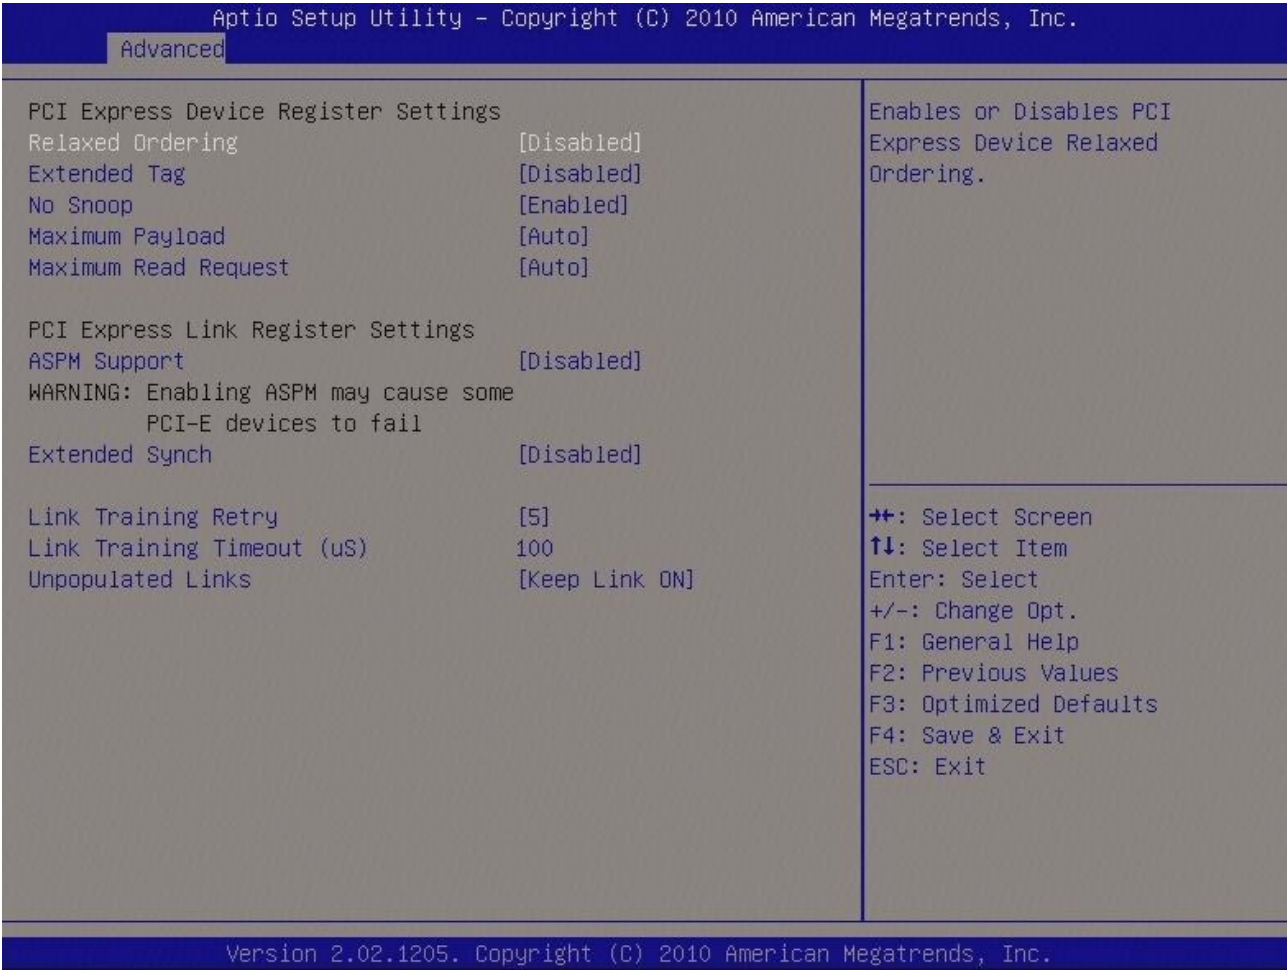 Aptio Setup Utility – Copyright (C) 2010 American Megatrends, Inc.
Advanced
PCI Express Device Register Settings
Relaxed Ordering [Disabled]
Extended Tag [Disabled]
No Snoop [Enabled]
Maximum Payload [Auto]
Maximum Read Request [Auto]
PCI Express Link Register Settings
ASPM Support [Disabled]
WARNING: Enabling ASPM may cause some
PCI-E devices to fail
Extended Synch [Disabled]
Link Training Retry [5]
Link Training Timeout (uS) 100
Unpopulated Links [Keep Link ON]
Enables or Disables PCI
Express Device Relaxed
Ordering.
→←: Select Screen
↑↓: Select Item
Enter: Select
+/-: Change Opt.
F1: General Help
F2: Previous Values
F3: Optimized Defaults
F4: Save & Exit
ESC: Exit
Version 2.02.1205. Copyright (C) 2010 American Megatrends, Inc.